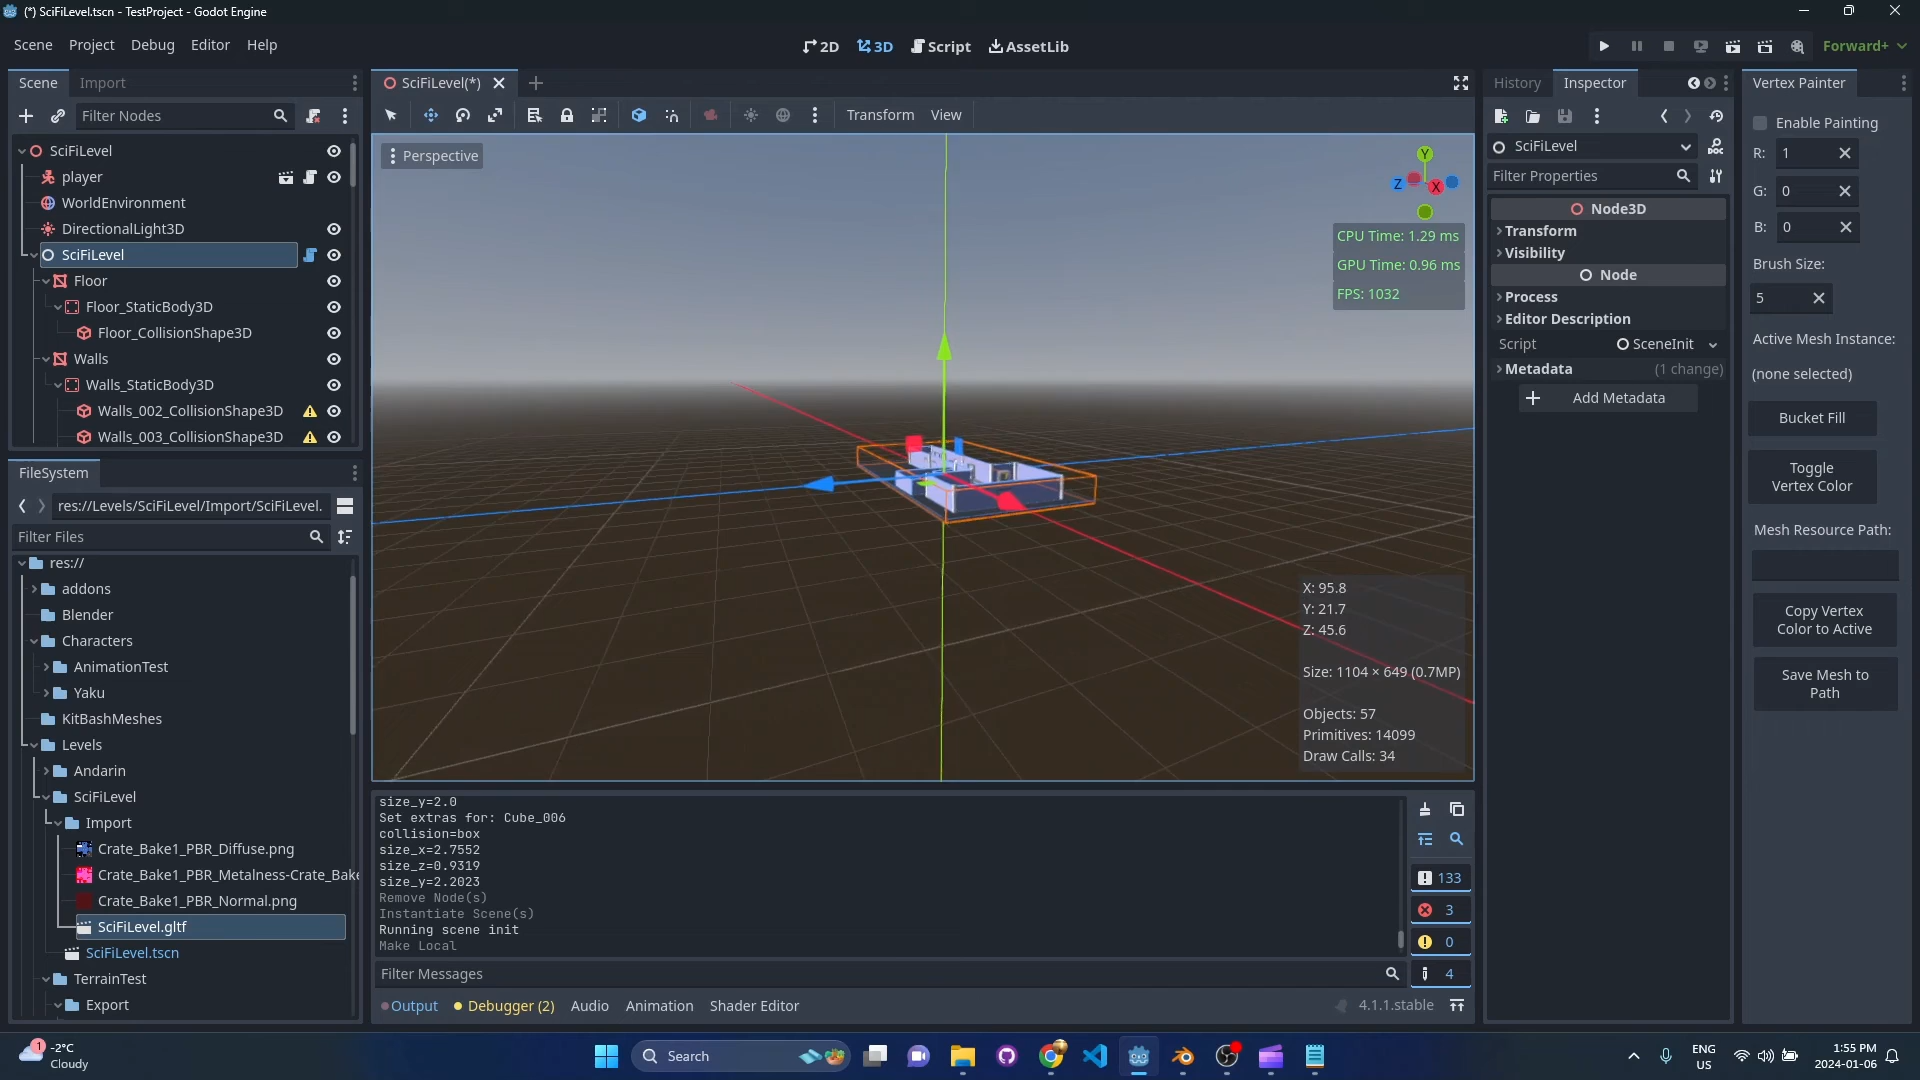 (*) SciFiLevel.tscn - TestProject - Godot Engine
Scene Project Debug Editor Help
2D 3D Script AssetLib
Forward+
Scene Import
Filter Nodes
SciFiLevel
player
WorldEnvironment
DirectionalLight3D
SciFiLevel
Floor
Floor_StaticBody3D
Floor_CollisionShape3D
Walls
Walls_StaticBody3D
Walls_002_CollisionShape3D
Walls_003_CollisionShape3D
FileSystem
res://Levels/SciFiLevel/Import/SciFiLevel.
Filter Files
res://
addons
Blender
Characters
AnimationTest
Yaku
KitBashMeshes
Levels
Andarin
SciFiLevel
Import
Crate_Bake1_PBR_Diffuse.png
Crate_Bake1_PBR_Metalness-Crate_Bake
Crate_Bake1_PBR_Normal.png
SciFiLevel.gltf
SciFiLevel.tscn
TerrainTest
Export
SciFiLevel(*)
Transform View
Perspective
Y
Z
X
CPU Time: 1.29 ms
GPU Time: 0.96 ms
FPS: 1032
X: 95.8
Y: 21.7
Z: 45.6
Size: 1104 × 649 (0.7MP)
Objects: 57
Primitives: 14099
Draw Calls: 34
size_y=2.0
Set extras for: Cube_006
collision=box
size_x=2.7552
size_z=0.9319
size_y=2.2023
Remove Node(s)
Instantiate Scene(s)
Running scene init
Make Local
133
3
0
4
Filter Messages
Output Debugger (2) Audio Animation Shader Editor
4.1.1.stable
History Inspector
SciFiLevel
DOC
Filter Properties
Node3D
Transform
Visibility
Node
Process
Editor Description
Script SceneInit
Metadata (1 change)
Add Metadata
Vertex Painter
Enable Painting
R: 1
G: 0
B: 0
Brush Size:
5
Active Mesh Instance:
(none selected)
Bucket Fill
Toggle
Vertex Color
Mesh Resource Path:
Copy Vertex
Color to Active
Save Mesh to
Path
1
-2°C
Cloudy
Search
ENG
US
1:55 PM
2024-01-06